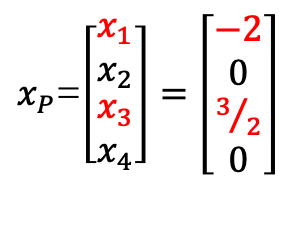 x₁ −2
x₂ 0
x_P = = 
x₃ ³/₂
x₄ 0